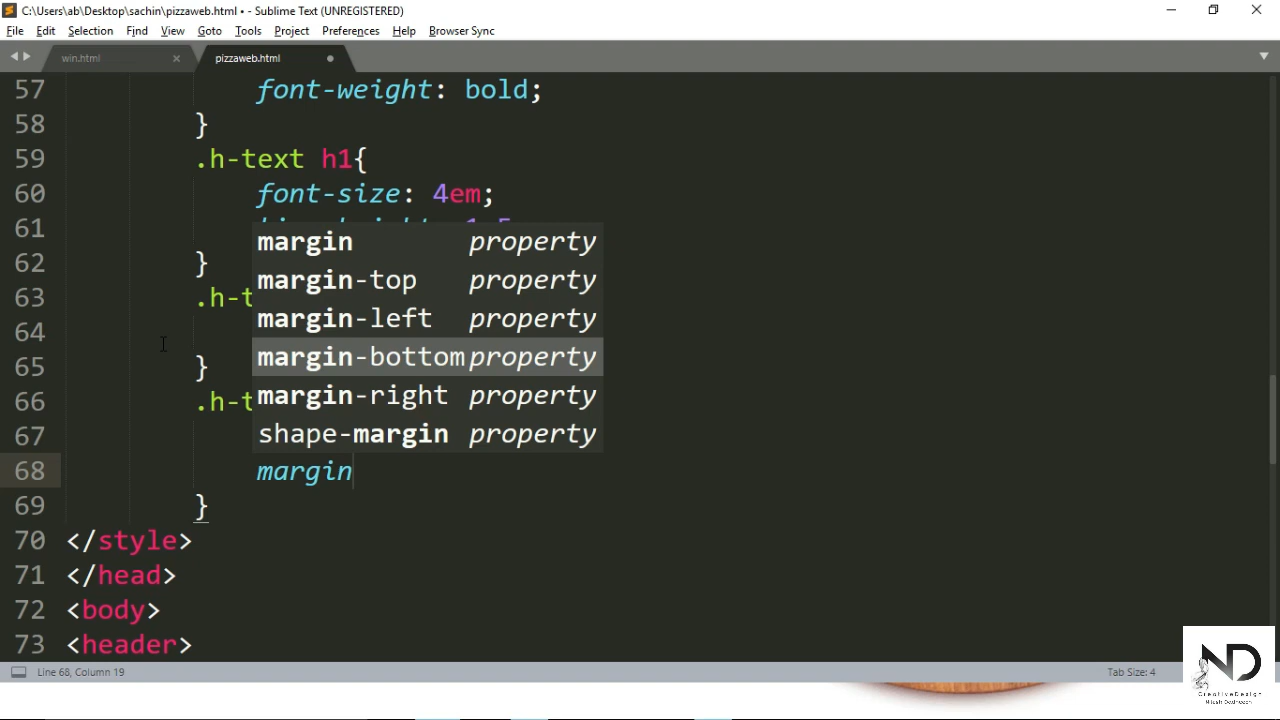 C:\Users\ab\Desktop\sachin\pizzaweb.html • - Sublime Text (UNREGISTERED)
File Edit Selection Find View Goto Tools Project Preferences Help Browser Sync
win.html × pizzaweb.html
57 font-weight: bold;
58 }
59 .h-text h1{
60 font-size: 4em;
61
margin property
62 }
margin-top property
63 .h-t
margin-left property
64
margin-bottom property
65 }
margin-right property
66 .h-t
shape-margin property
67
68 margin
69 }
70 </style>
71 </head>
72 <body>
73 <header>
Line 68, Column 19 Tab Size: 4
ND
CreativeDesign